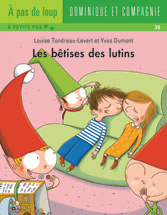 À pas de loup
DOMINIQUE ET COMPAGNIE
À PETITS PAS
30
Louise Tondreau-Levert et Yves Dumont
Les bêtises des lutins